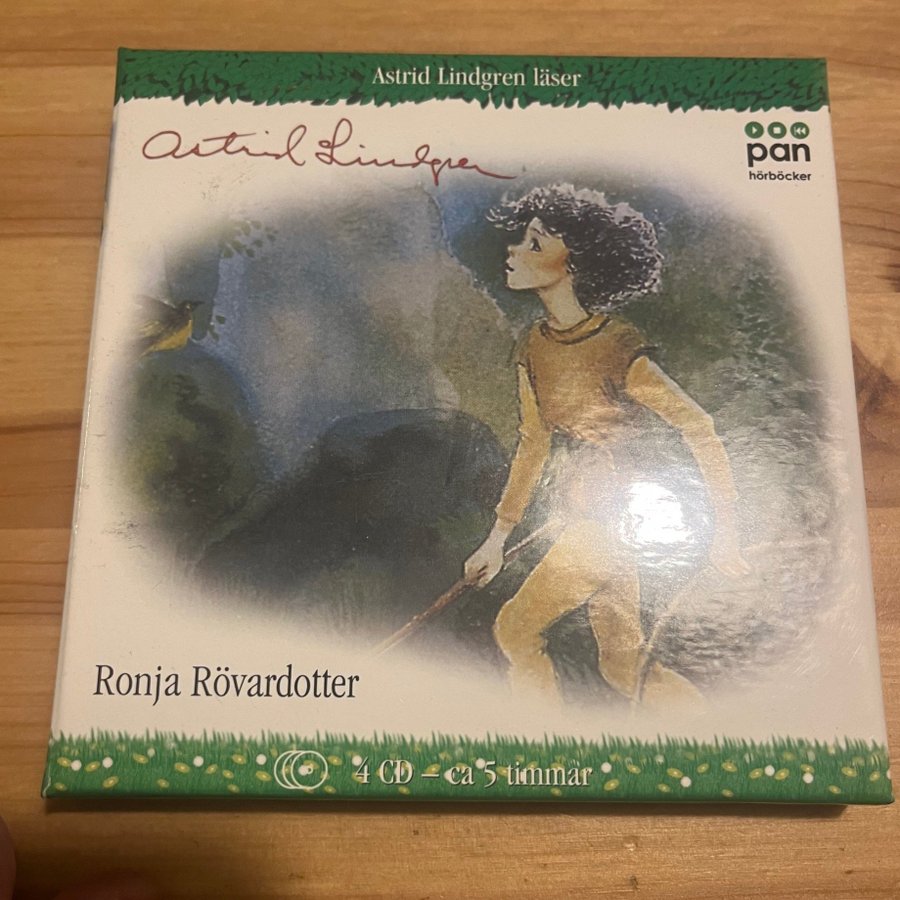 Astrid Lindgren läser
Astrid Lindgren
pan
hörböcker
Ronja Rövardotter
4 CD – ca 5 timmar